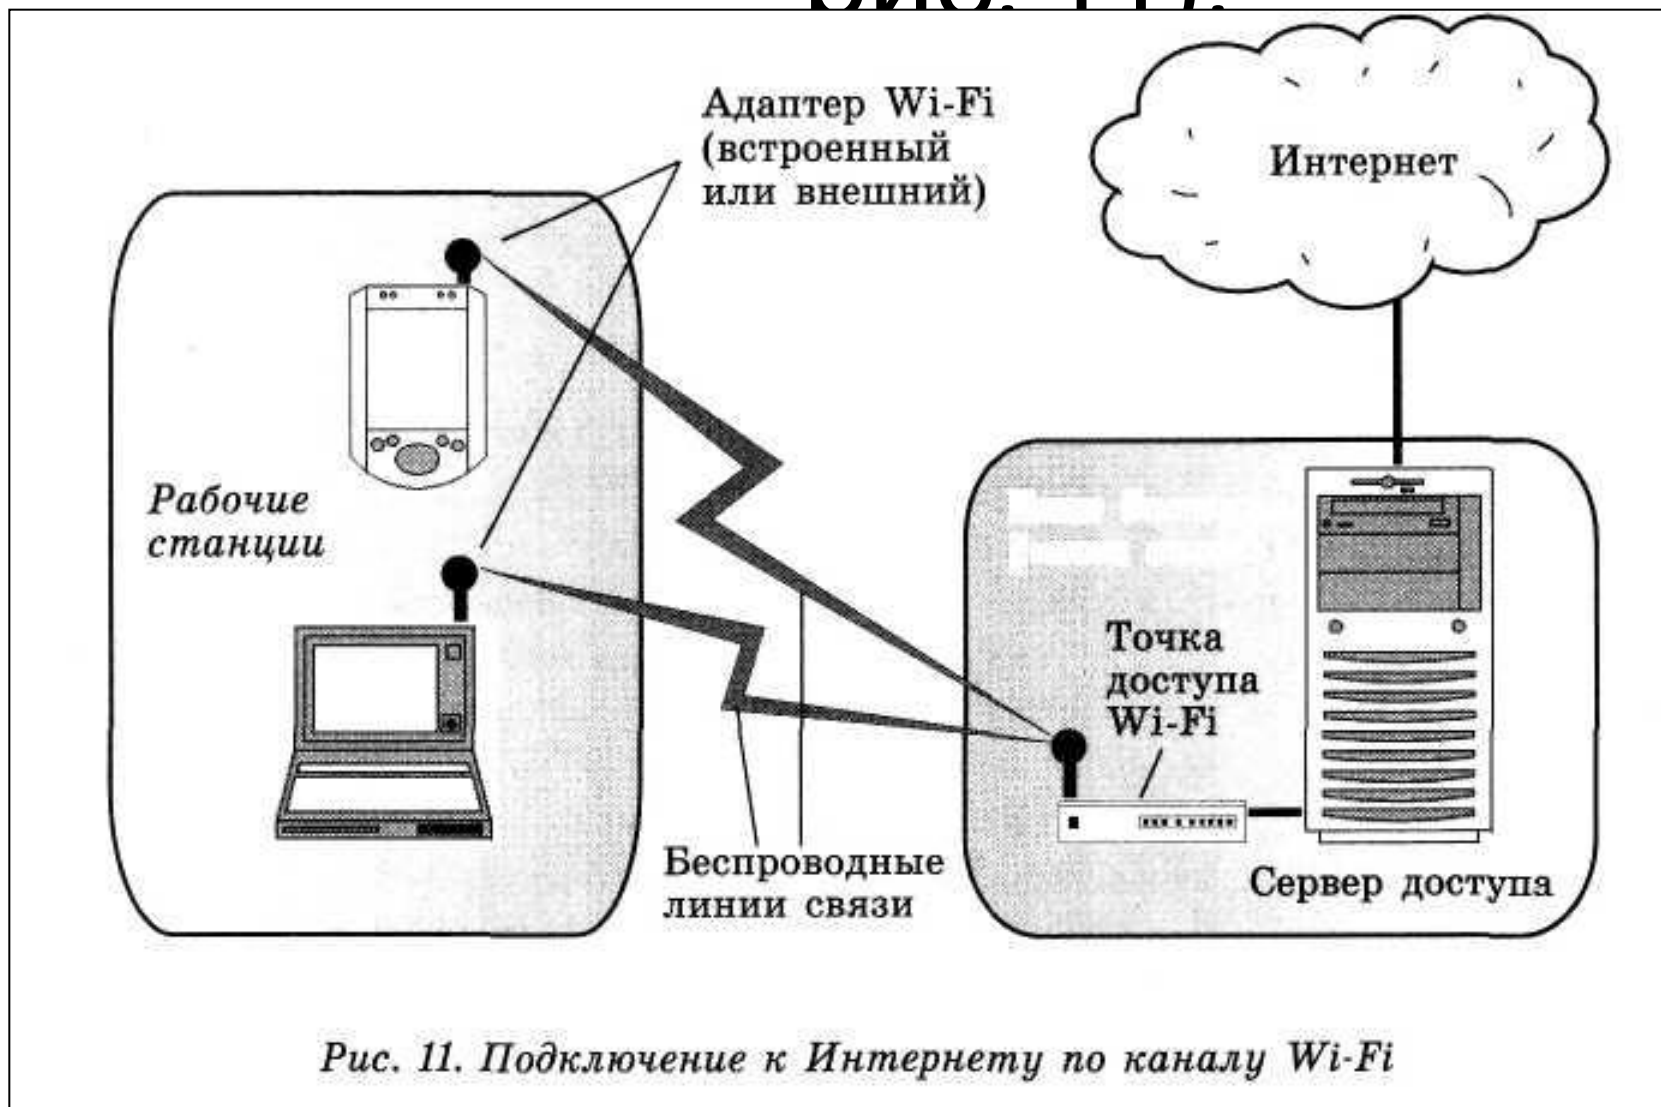 Адаптер Wi-Fi
(встроенный
или внешний)
Интернет
Рабочие
станции
Точка
доступа
Wi-Fi
Беспроводные
линии связи
Сервер доступа
Рис. 11. Подключение к Интернету по каналу Wi-Fi